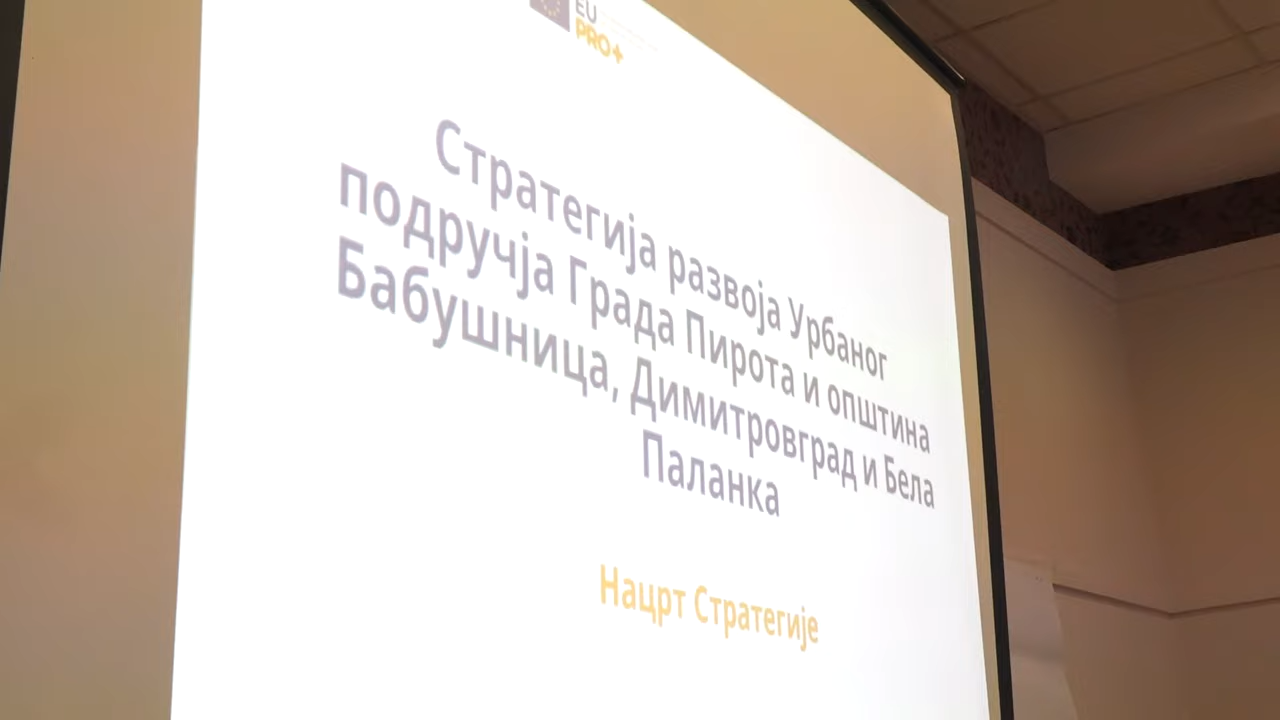 EU
PRO+
Стратегија развоја Урбаног
подручја Града Пирота и општина
Бабушница, Димитровград и Бела
Паланка
Нацрт Стратегије